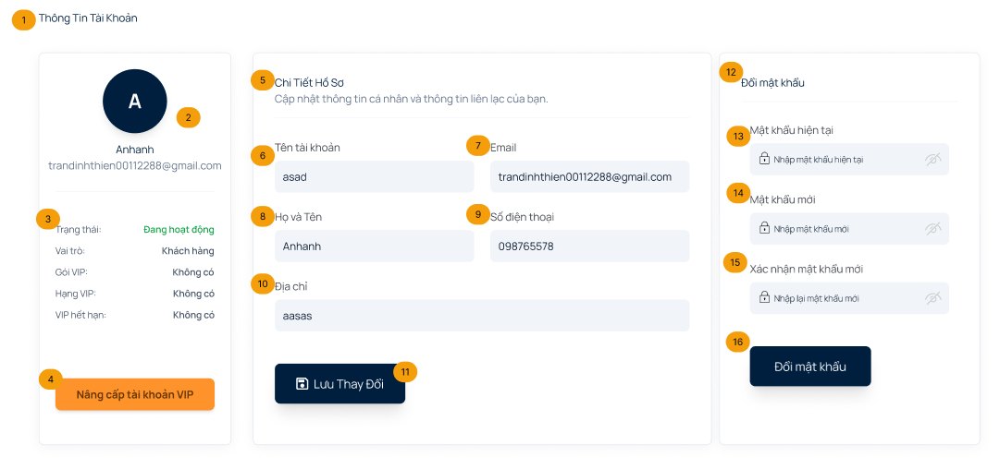 1 Thông Tin Tài Khoản
A
2
Anhanh
trandinhthien00112288@gmail.com
3
Trạng thái: Đang hoạt động
Vai trò: Khách hàng
Gói VIP: Không có
Hạng VIP: Không có
VIP hết hạn: Không có
4
Nâng cấp tài khoản VIP
5
Chi Tiết Hồ Sơ
Cập nhật thông tin cá nhân và thông tin liên lạc của bạn.
6 Tên tài khoản
asad
7 Email
trandinhthien00112288@gmail.com
8 Họ và Tên
Anhanh
9 Số điện thoại
098765578
10 Địa chỉ
aasas
11
Lưu Thay Đổi
12
Đổi mật khẩu
13 Mật khẩu hiện tại
Nhập mật khẩu hiện tại
14 Mật khẩu mới
Nhập mật khẩu mới
15 Xác nhận mật khẩu mới
Nhập lại mật khẩu mới
16
Đổi mật khẩu